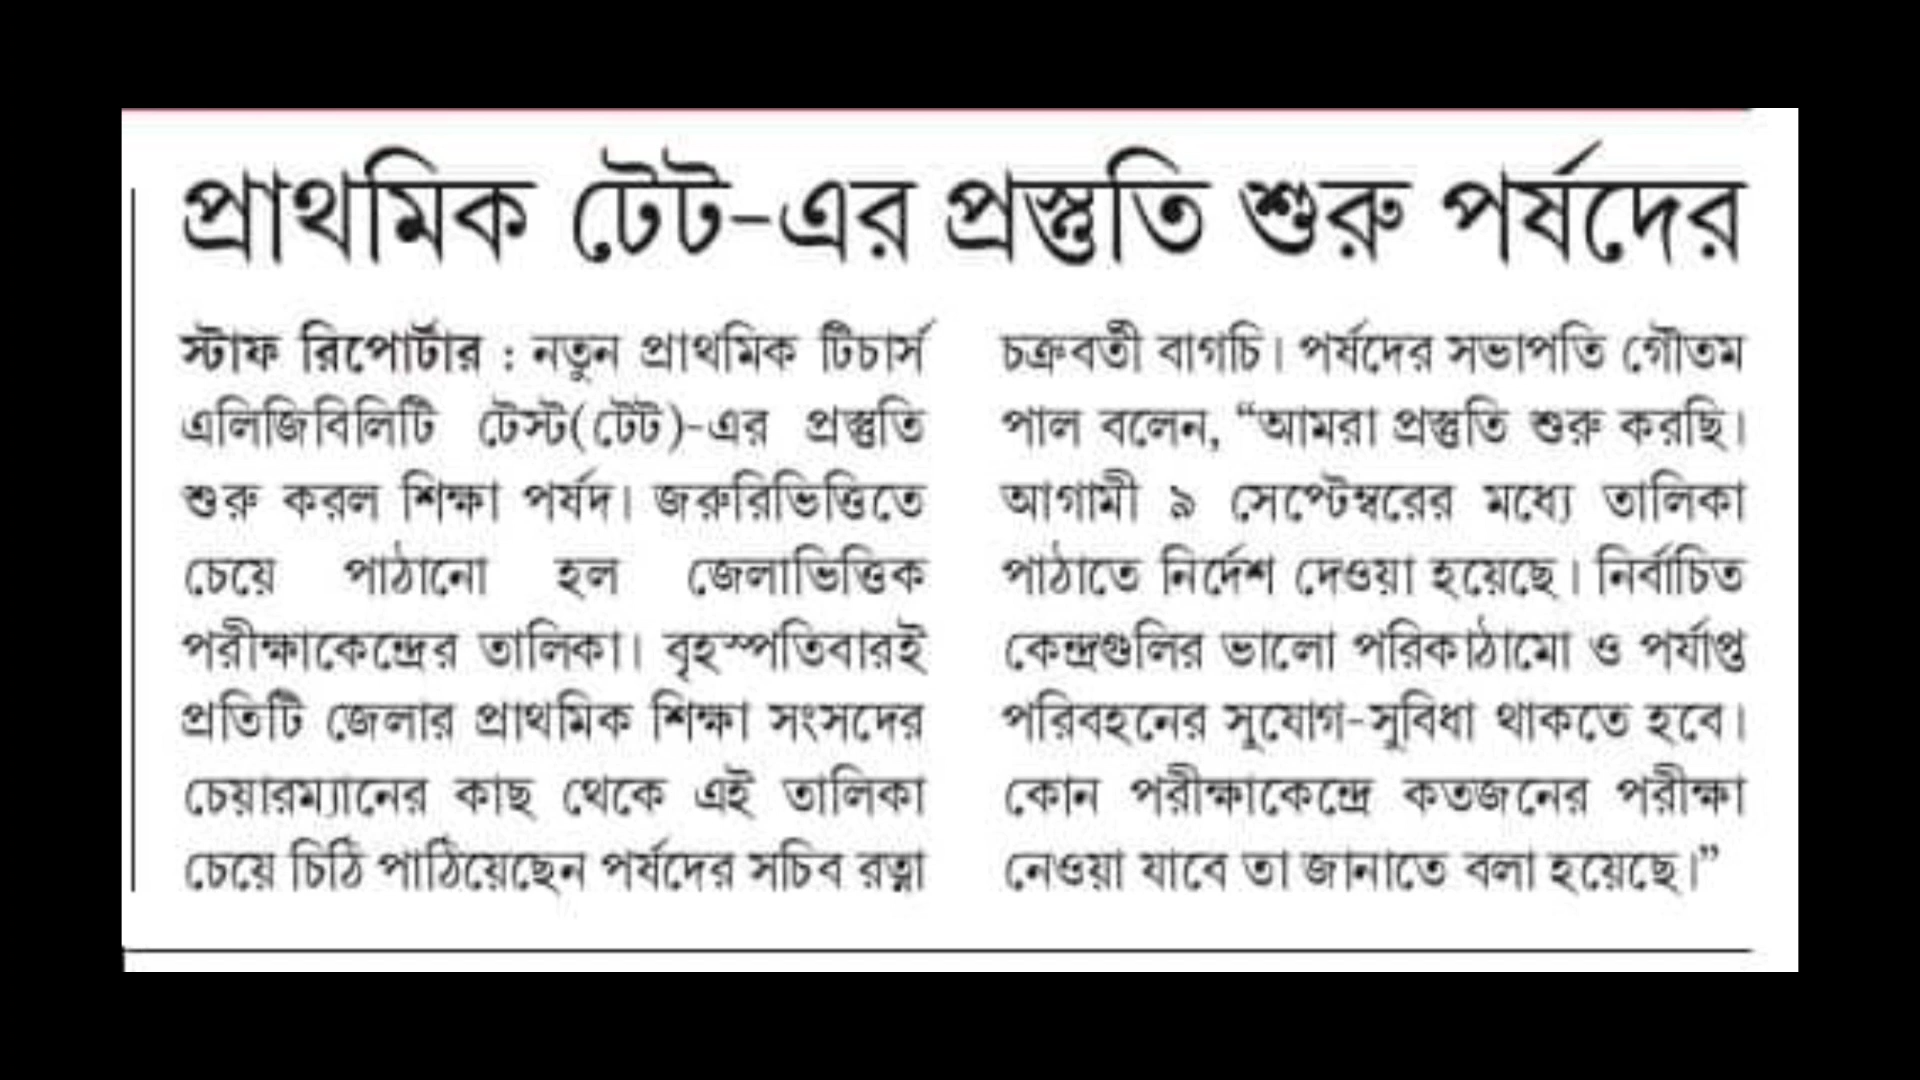 প্রাথমিক টেট-এর প্রস্তুতি শুরু পর্ষদের
স্টাফ রিপোর্টার : নতুন প্রাথমিক টিচার্স
এলিজিবিলিটি টেস্ট(টেট)-এর প্রস্তুতি
শুরু করল শিক্ষা পর্ষদ। জরুরিভিত্তিতে
চেয়ে পাঠানো হল জেলাভিত্তিক
পরীক্ষাকেন্দ্রের তালিকা। বৃহস্পতিবারই
প্রতিটি জেলার প্রাথমিক শিক্ষা সংসদের
চেয়ারম্যানের কাছ থেকে এই তালিকা
চেয়ে চিঠি পাঠিয়েছেন পর্ষদের সচিব রত্না
চক্রবর্তী বাগচি। পর্ষদের সভাপতি গৌতম
পাল বলেন, “আমরা প্রস্তুতি শুরু করছি।
আগামী ৯ সেপ্টেম্বরের মধ্যে তালিকা
পাঠাতে নির্দেশ দেওয়া হয়েছে। নির্বাচিত
কেন্দ্রগুলির ভালো পরিকাঠামো ও পর্যাপ্ত
পরিবহনের সুযোগ-সুবিধা থাকতে হবে।
কোন পরীক্ষাকেন্দ্রে কতজনের পরীক্ষা
নেওয়া যাবে তা জানাতে বলা হয়েছে।”